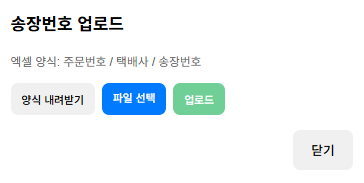 송장번호 업로드
엑셀 양식: 주문번호 / 택배사 / 송장번호
양식 내려받기 파일 선택 업로드
닫기